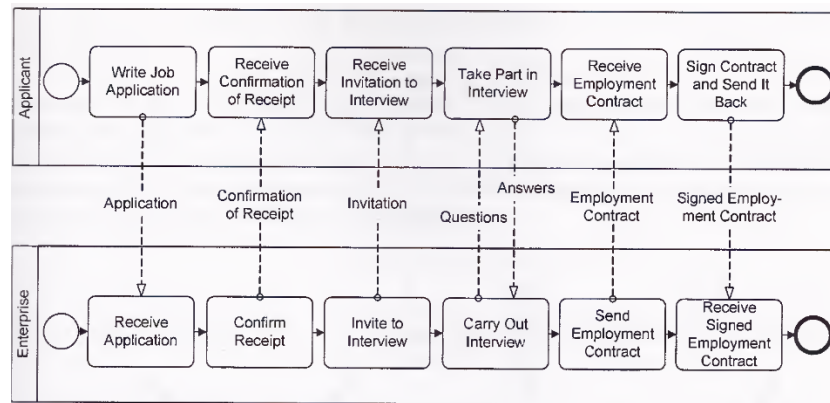 Applicant
Write Job
Application
Receive
Confirmation
of Receipt
Receive
Invitation to
Interview
Take Part in
Interview
Receive
Employment
Contract
Sign Contract
and Send It
Back
Application
Confirmation
of Receipt
Invitation
Questions
Answers
Employment
Contract
Signed Employ-
ment Contract
Enterprise
Receive
Application
Confirm
Receipt
Invite to
Interview
Carry Out
Interview
Send
Employment
Contract
Receive
Signed
Employment
Contract